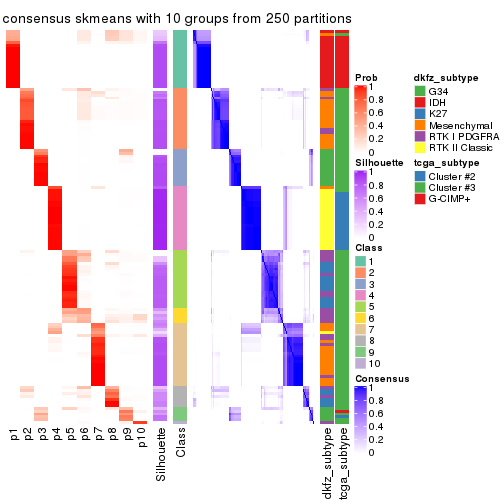 consensus skmeans with 10 groups from 250 partitions
Prob
1
0.8
0.6
0.4
0.2
0
dkfz_subtype
G34
IDH
K27
Mesenchymal
RTK I PDGFRA
RTK II Classic
Silhouette
1
0.8
0.6
0.4
0.2
0
tcga_subtype
Cluster #2
Cluster #3
G-CIMP+
Class
1
2
3
4
5
6
7
8
9
10
Consensus
1
0.8
0.6
0.4
0.2
0
p1
p2
p3
p4
p5
p6
p7
p8
p9
p10
Silhouette
Class
dkfz_subtype
tcga_subtype